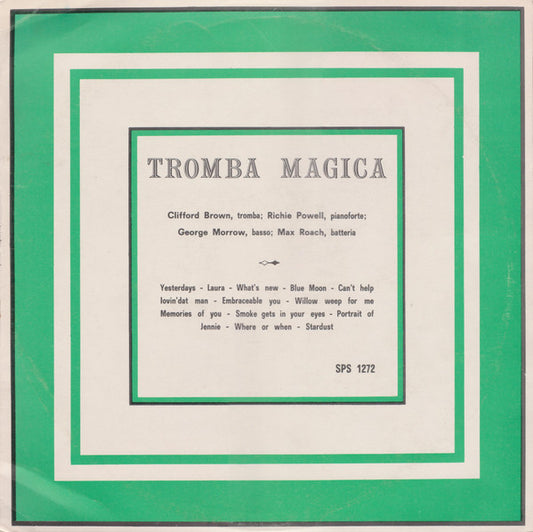 TROMBA MAGICA
Clifford Brown, tromba; Richie Powell, pianoforte;
George Morrow, basso; Max Roach, batteria
Yesterdays - Laura - What's new - Blue Moon - Can't help
lovin'dat man - Embraceable you - Willow weep for me
Memories of you - Smoke gets in your eyes - Portrait of
Jennie - Where or when - Stardust
SPS 1272